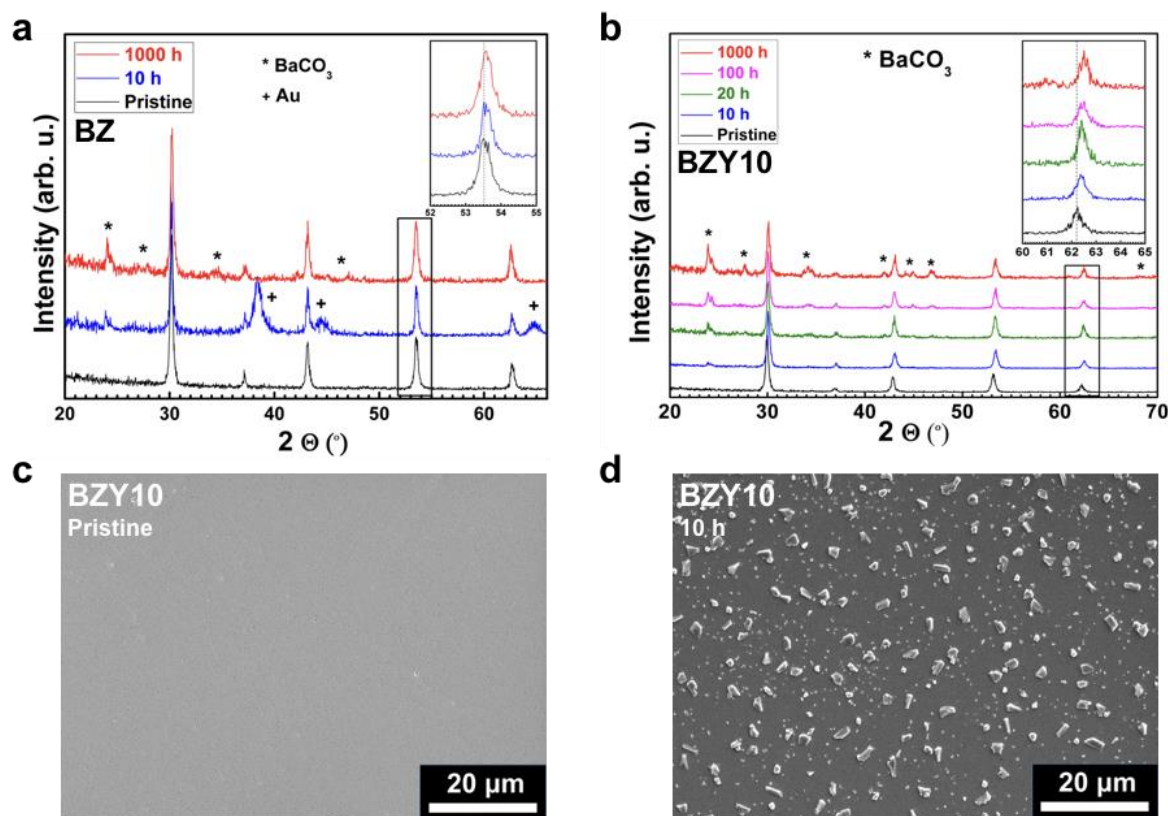 a
1000 h
10 h
Pristine
BZ
* BaCO3
+ Au
Intensity (arb. u.)
52 53 54 55
* * * *
+ + +
20 30 40 50 60
2 Θ (°)
b
1000 h
100 h
20 h
10 h
Pristine
BZY10
* BaCO3
Intensity (arb. u.)
60 61 62 63 64 65
* * * * * * *
20 30 40 50 60 70
2 Θ (°)
c
BZY10
Pristine
20 μm
d
BZY10
10 h
20 μm